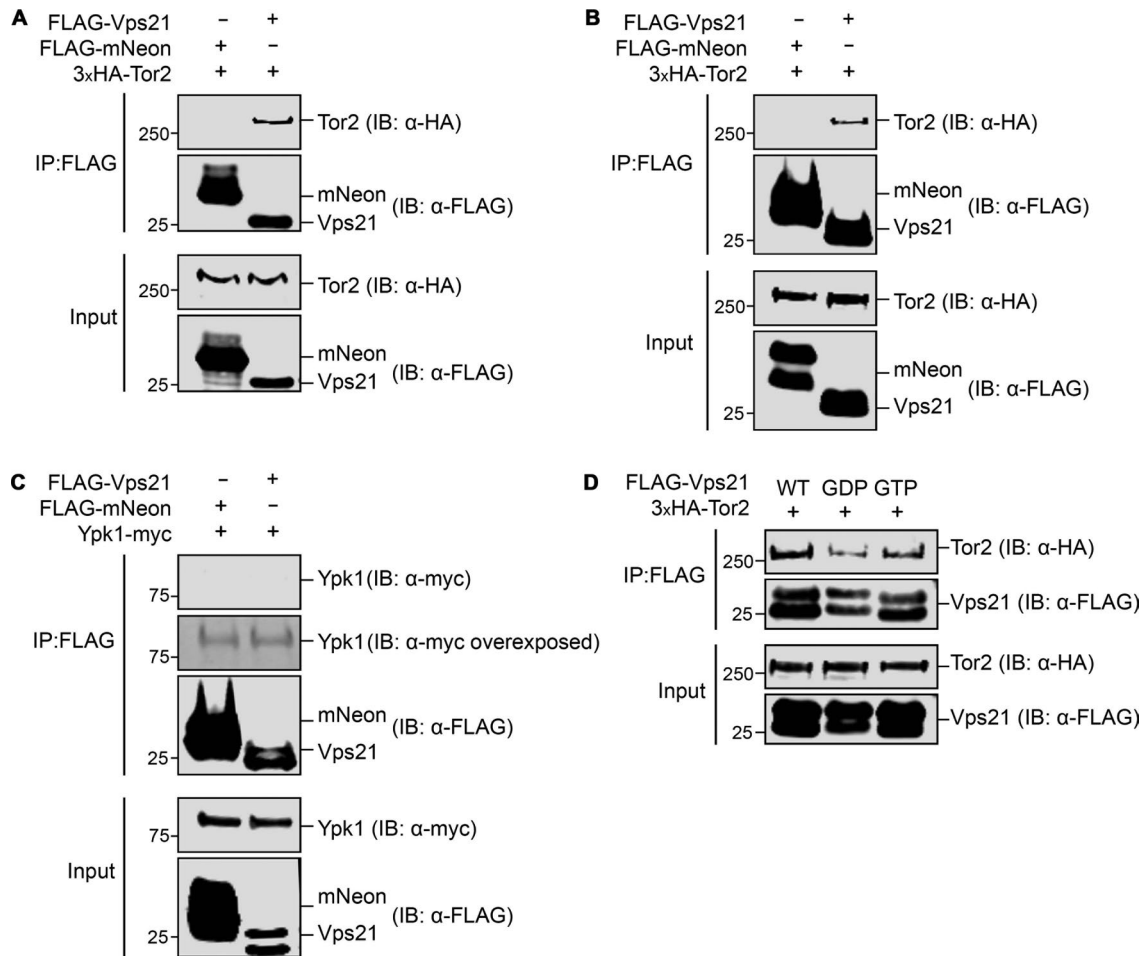 A
FLAG-Vps21 – +
FLAG-mNeon + –
3xHA-Tor2 + +
IP:FLAG
250
Tor2 (IB: α-HA)
mNeon
(IB: α-FLAG)
25
Vps21
Input
250
Tor2 (IB: α-HA)
mNeon
(IB: α-FLAG)
25
Vps21
B
FLAG-Vps21 – +
FLAG-mNeon + –
3xHA-Tor2 + +
IP:FLAG
250
Tor2 (IB: α-HA)
mNeon
(IB: α-FLAG)
25
Vps21
Input
250
Tor2 (IB: α-HA)
mNeon
(IB: α-FLAG)
25
Vps21
C
FLAG-Vps21 – +
FLAG-mNeon + –
Ypk1-myc + +
IP:FLAG
75
Ypk1(IB: α-myc)
75
Ypk1(IB: α-myc overexposed)
mNeon
(IB: α-FLAG)
25
Vps21
Input
75
Ypk1 (IB: α-myc)
mNeon
(IB: α-FLAG)
25
Vps21
D
FLAG-Vps21 WT GDP GTP
3xHA-Tor2 + + +
IP:FLAG
250
Tor2 (IB: α-HA)
25
Vps21 (IB: α-FLAG)
Input
250
Tor2 (IB: α-HA)
25
Vps21 (IB: α-FLAG)